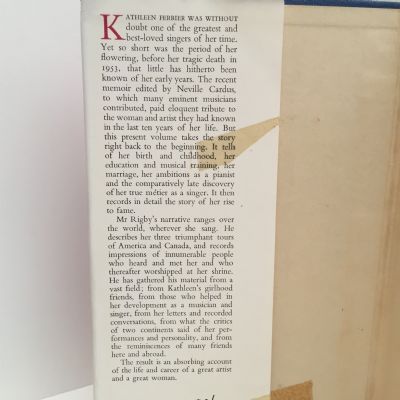 KATHLEEN FERRIER WAS WITHOUT
doubt one of the greatest and
best-loved singers of her time.
Yet so short was the period of her
flowering, before her tragic death in
1953, that little has hitherto been
known of her early years. The recent
memoir edited by Neville Cardus,
to which many eminent musicians
contributed, paid eloquent tribute to
the woman and artist they had known
in the last ten years of her life. But
this present volume takes the story
right back to the beginning. It tells
of her birth and childhood, her
education and musical training, her
marriage, her ambitions as a pianist
and the comparatively late discovery
of her true métier as a singer. It then
records in detail the story of her rise
to fame.
Mr Rigby's narrative ranges over
the world, wherever she sang. He
describes her three triumphant tours
of America and Canada, and records
impressions of innumerable people
who heard and met her and who
thereafter worshipped at her shrine.
He has gathered his material from a
vast field; from Kathleen's girlhood
friends, from those who helped in
her development as a musician and
singer, from her letters and recorded
conversations, from what the critics
of two continents said of her per-
formances and personality, and from
the reminiscences of many friends
here and abroad.
The result is an absorbing account
of the life and career of a great artist
and a great woman.